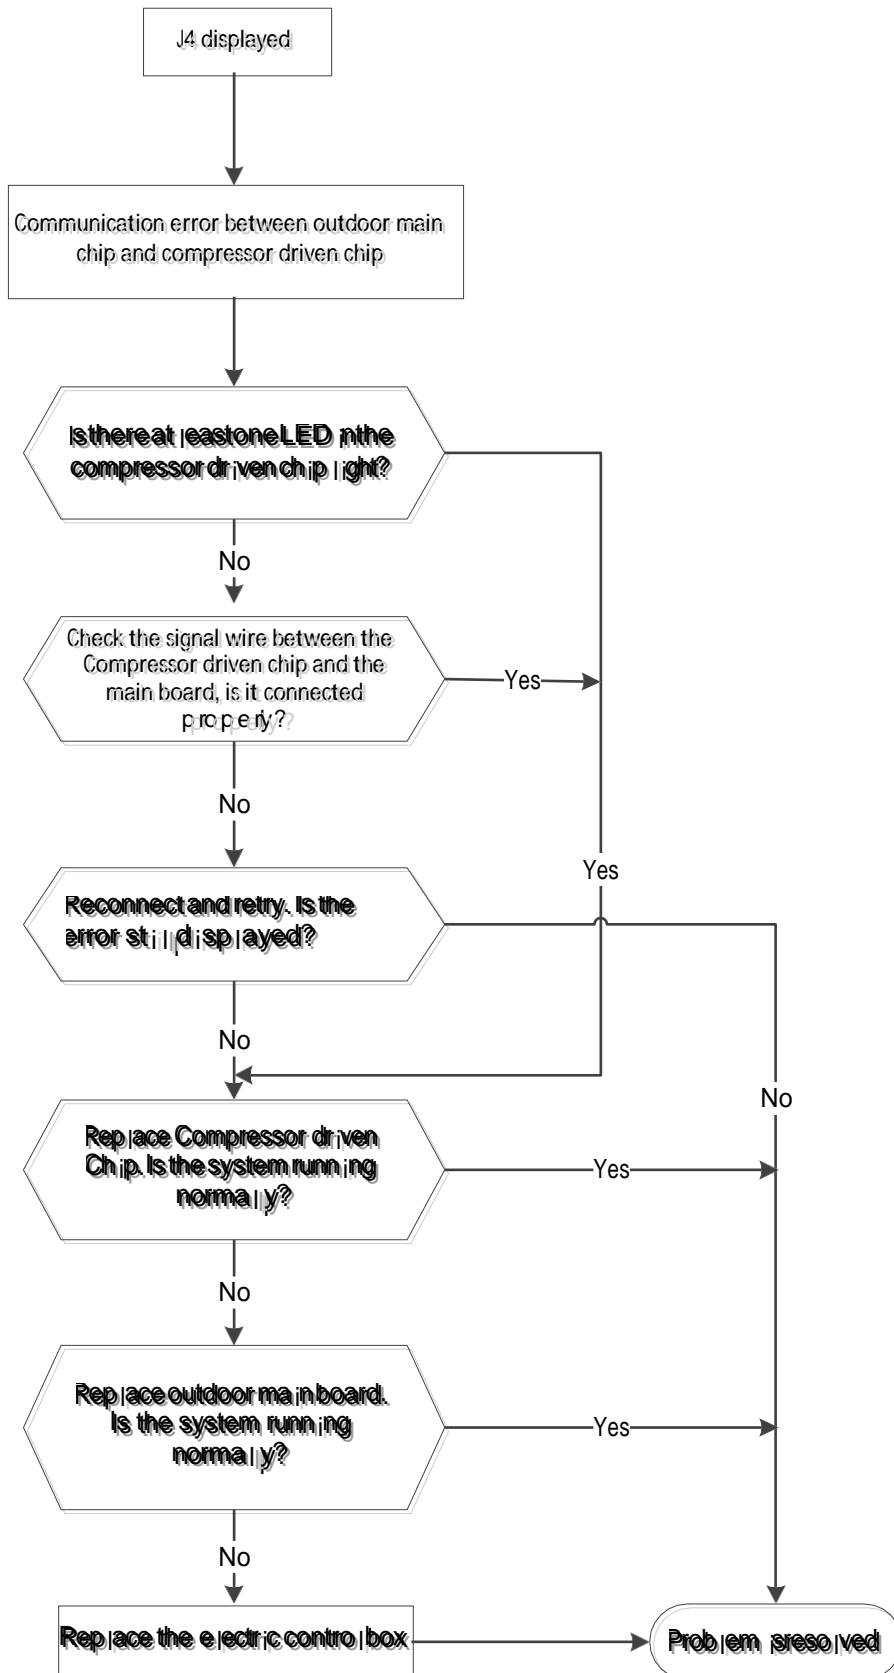 J4 displayed
Communication error between outdoor main
chip and compressor driven chip
Is there at least one LED in the
compressor driven chip light?
No
Check the signal wire between the
Compressor driven chip and the
main board, is it connected
properly?
Yes
No
Yes
Reconnect and retry. Is the
error still displayed?
No
No
Replace Compressor driven
Chip. Is the system running
normally?
Yes
No
Replace outdoor main board.
Is the system running
normally?
Yes
No
Replace the electric control box
Problem is resolved